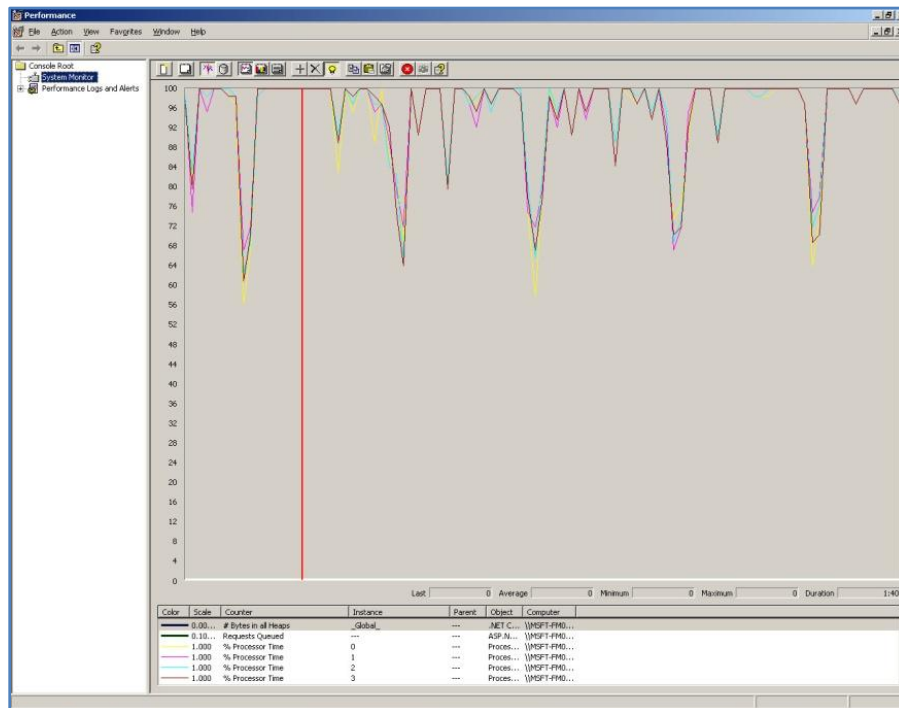 Performance
File Action View Favorites Window Help
Console Root
System Monitor
Performance Logs and Alerts
100
96
92
88
84
80
76
72
68
64
60
56
52
48
44
40
36
32
28
24
20
16
12
8
4
0
Last 0 Average 0 Minimum 0 Maximum 0 Duration 1:40
Color Scale Counter Instance Parent Object Computer
0.00... # Bytes in all Heaps _Global_ --- .NET C... \\MSFT-FM0...
0.10... Requests Queued --- --- ASP.N... \\MSFT-FM0...
1.000 % Processor Time 0 --- Proces... \\MSFT-FM0...
1.000 % Processor Time 1 --- Proces... \\MSFT-FM0...
1.000 % Processor Time 2 --- Proces... \\MSFT-FM0...
1.000 % Processor Time 3 --- Proces... \\MSFT-FM0...